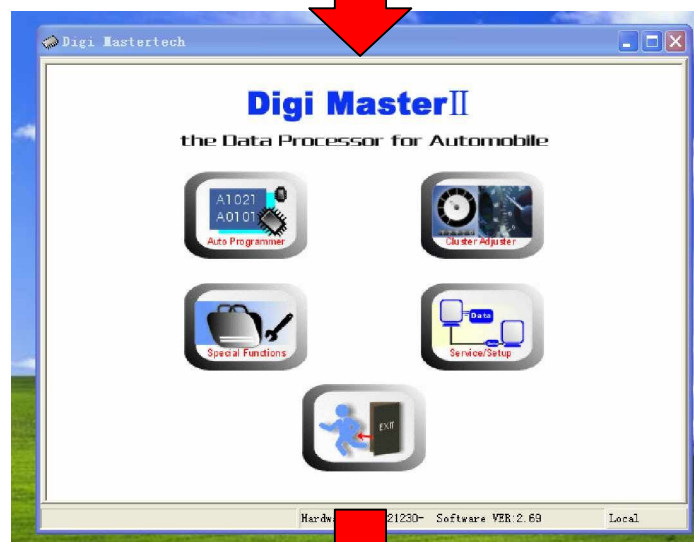 Digi Mastertech
Digi MasterII
the Data Processor for Automobile
A1021
A0101
Auto Programmer
Cluster Adjuster
Special Functions
Data
Service/Setup
EXIT
21230- Software VER:2.69
Local